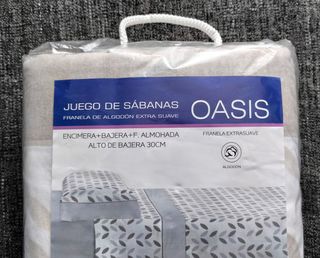 JUEGO DE SÁBANAS
FRANELA DE ALGODÓN EXTRA SUAVE
OASIS
ENCIMERA+BAJERA+F. ALMOHADA
ALTO DE BAJERA 30CM
FRANELA EXTRASUAVE
ALGODÓN